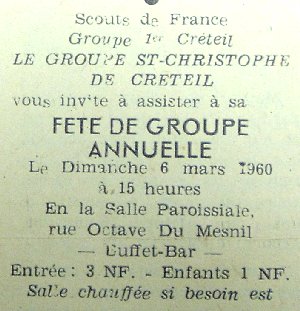 Scouts de France
Groupe 1er Créteil
LE GROUPE ST-CHRISTOPHE
DE CRETEIL
vous invite à assister à sa
FETE DE GROUPE
ANNUELLE
Le Dimanche 6 mars 1960
à 15 heures
En la Salle Paroissiale,
rue Octave Du Mesnil
— Buffet-Bar —
Entrée: 3 NF. - Enfants 1 NF.
Salle chauffée si besoin est